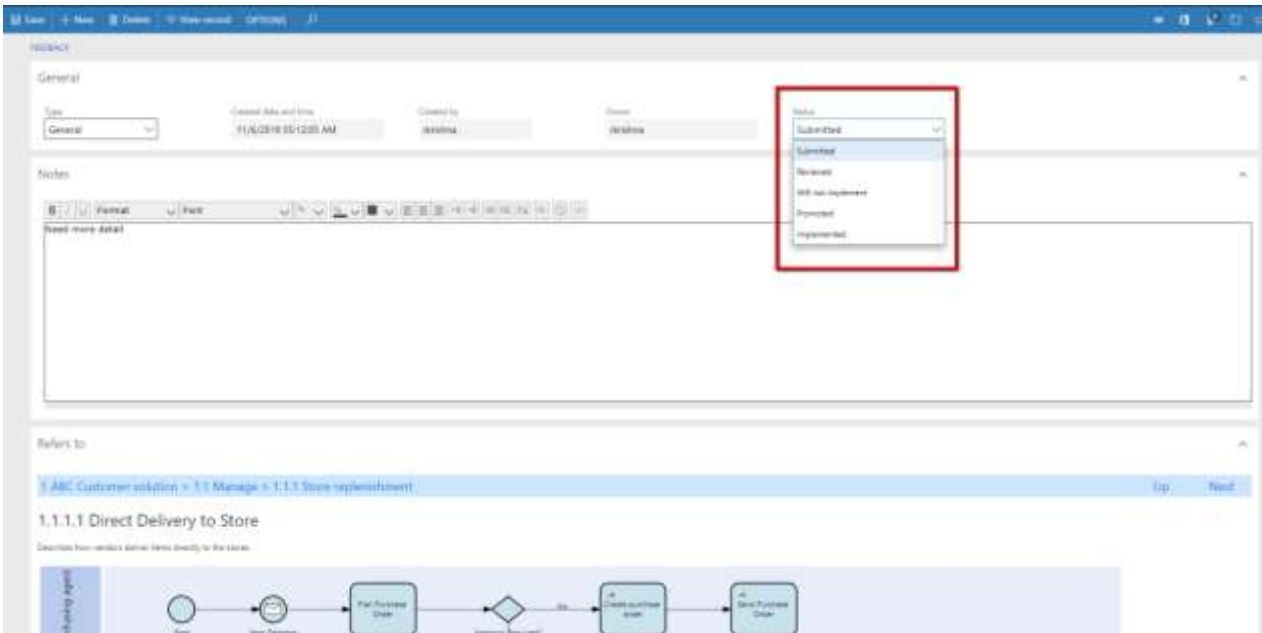 Save + New Delete View record OPTIONS
FEEDBACK
General
Type
Created date and time
Created by
Owner
Status
General
11/6/2018 05:12:05 AM
Submitted
Submitted
Reviewed
Will not implement
Promoted
Implemented
Notes
B I U Format Font
Need more detail
Refers to
1 ABC Customer solution > 1.1 Manage > 1.1.1 Store replenishment Up Next
1.1.1.1 Direct Delivery to Store
Describes how vendors deliver items directly to the stores
Plan Purchase
Order
Create purchase
order
Send Purchase
Order
Start